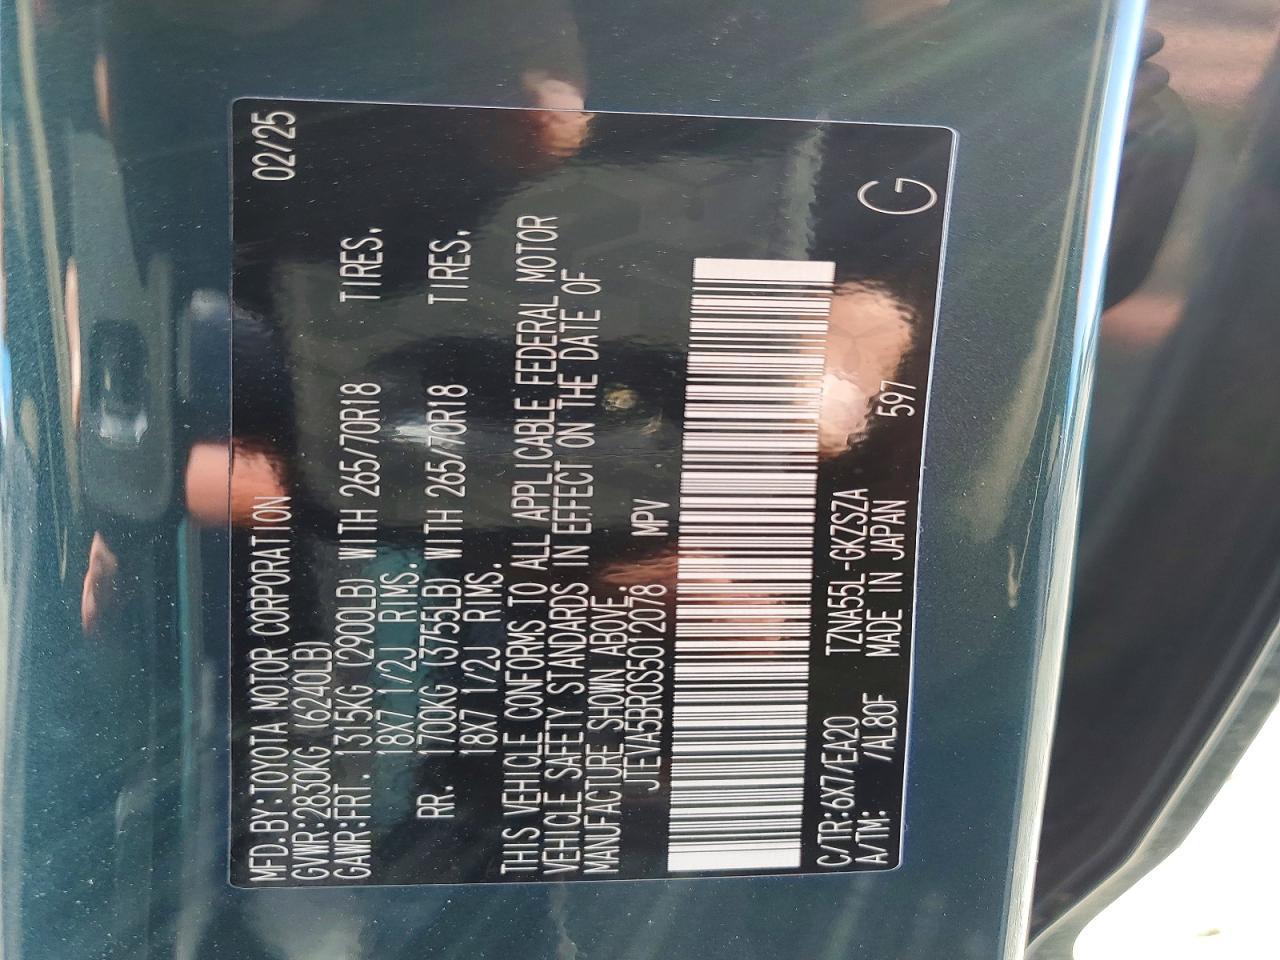 02/25
MFD.BY:TOYOTA MOTOR CORPORATION
GVWR:2830KG (6240LB)
GAWR:FRT. 1315KG (2900LB) WITH 265/70R18 TIRES.
18X7 1/2J RIMS.
RR. 1700KG (3755LB) WITH 265/70R18 TIRES.
18X7 1/2J RIMS.
THIS VEHICLE CONFORMS TO ALL APPLICABLE FEDERAL MOTOR
VEHICLE SAFETY STANDARDS IN EFFECT ON THE DATE OF
MANUFACTURE SHOWN ABOVE.
JTEVA5BR0S5012078 MPV
C/TR:6X7/EA20 TZNA55L-GKZSZA
A/TM: /AL80F MADE IN JAPAN 597
G